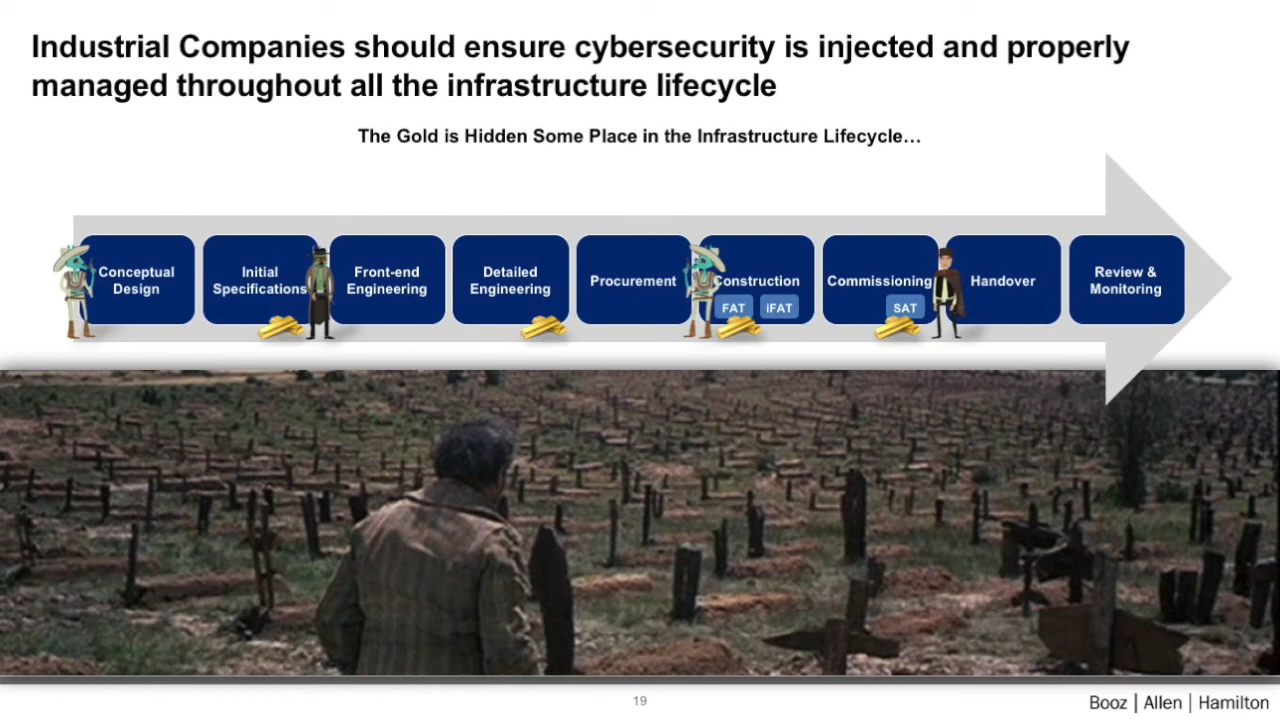 Industrial Companies should ensure cybersecurity is injected and properly
managed throughout all the infrastructure lifecycle
The Gold is Hidden Some Place in the Infrastructure Lifecycle…
Conceptual
Design
Initial
Specifications
Front-end
Engineering
Detailed
Engineering
Procurement
Construction
FAT
iFAT
Commissioning
SAT
Handover
Review &
Monitoring
19
Booz | Allen | Hamilton